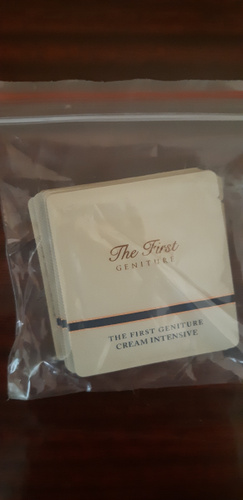 The First
GENITURE
THE FIRST GENITURE
CREAM INTENSIVE